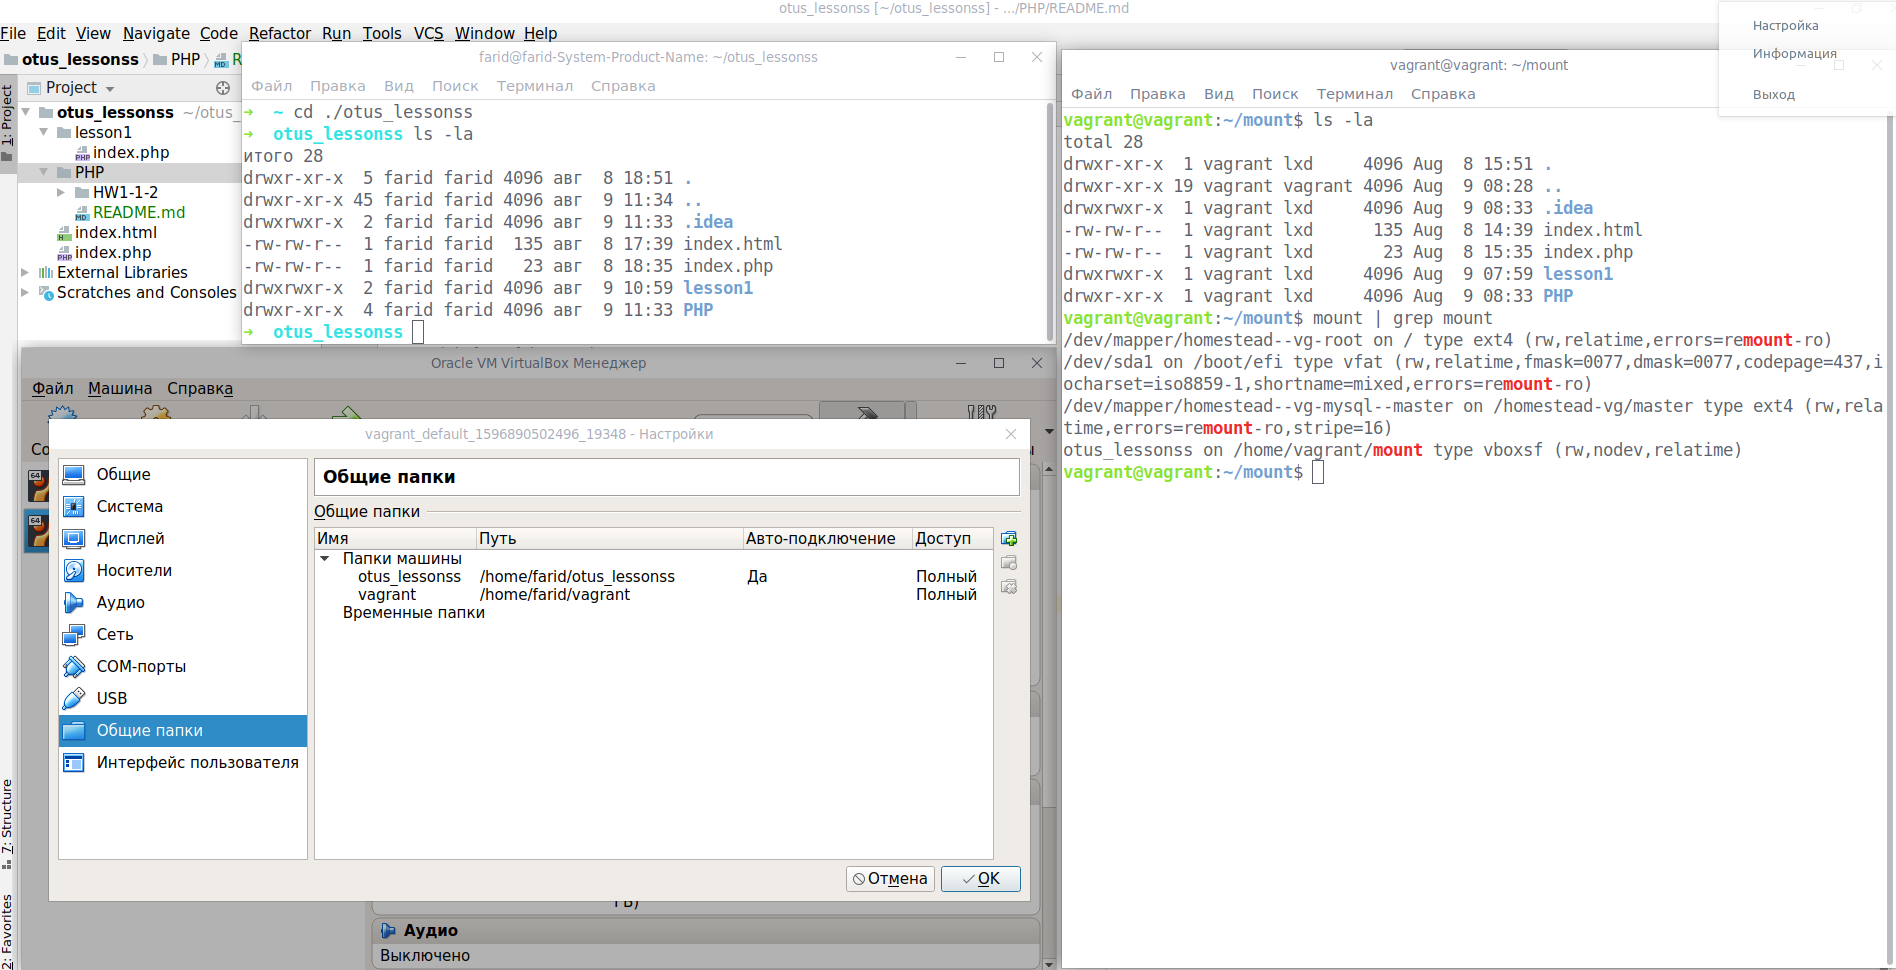 otus_lessonss [~/otus_lessonss] - .../PHP/README.md
File Edit View Navigate Code Refactor Run Tools VCS Window Help
otus_lessonss PHP R
1: Project
Project
otus_lessonss ~/otus_
lesson1
index.php
PHP
HW1-1-2
README.md
index.html
index.php
External Libraries
Scratches and Consoles
7: Structure
2: Favorites
farid@farid-System-Product-Name: ~/otus_lessonss
Файл Правка Вид Поиск Терминал Справка
➜ ~ cd ./otus_lessonss
➜ otus_lessonss ls -la
итого 28
drwxr-xr-x 5 farid farid 4096 авг 8 18:51 .
drwxr-xr-x 45 farid farid 4096 авг 9 11:34 ..
drwxrwxr-x 2 farid farid 4096 авг 9 11:33 .idea
-rw-rw-r-- 1 farid farid 135 авг 8 17:39 index.html
-rw-rw-r-- 1 farid farid 23 авг 8 18:35 index.php
drwxrwxr-x 2 farid farid 4096 авг 9 10:59 lesson1
drwxr-xr-x 4 farid farid 4096 авг 9 11:33 PHP
➜ otus_lessonss
Oracle VM VirtualBox Менеджер
Файл Машина Справка
Со
64
64
vagrant_default_1596890502496_19348 - Настройки
Общие
Система
Дисплей
Носители
Аудио
Сеть
COM-порты
USB
Общие папки
Интерфейс пользователя
Общие папки
Общие папки
Имя Путь Авто-подключение Доступ
Папки машины
otus_lessonss /home/farid/otus_lessonss Да Полный
vagrant /home/farid/vagrant Полный
Временные папки
Отмена OK
ГБ)
Аудио
Выключено
Настройка
Информация
Выход
vagrant@vagrant: ~/mount
Файл Правка Вид Поиск Терминал Справка
vagrant@vagrant:~/mount$ ls -la
total 28
drwxr-xr-x 1 vagrant lxd 4096 Aug 8 15:51 .
drwxr-xr-x 19 vagrant vagrant 4096 Aug 9 08:28 ..
drwxrwxr-x 1 vagrant lxd 4096 Aug 9 08:33 .idea
-rw-rw-r-- 1 vagrant lxd 135 Aug 8 14:39 index.html
-rw-rw-r-- 1 vagrant lxd 23 Aug 8 15:35 index.php
drwxrwxr-x 1 vagrant lxd 4096 Aug 9 07:59 lesson1
drwxr-xr-x 1 vagrant lxd 4096 Aug 9 08:33 PHP
vagrant@vagrant:~/mount$ mount | grep mount
/dev/mapper/homestead--vg-root on / type ext4 (rw,relatime,errors=remount-ro)
/dev/sda1 on /boot/efi type vfat (rw,relatime,fmask=0077,dmask=0077,codepage=437,i
ocharset=iso8859-1,shortname=mixed,errors=remount-ro)
/dev/mapper/homestead--vg-mysql--master on /homestead-vg/master type ext4 (rw,rela
time,errors=remount-ro,stripe=16)
otus_lessonss on /home/vagrant/mount type vboxsf (rw,nodev,relatime)
vagrant@vagrant:~/mount$